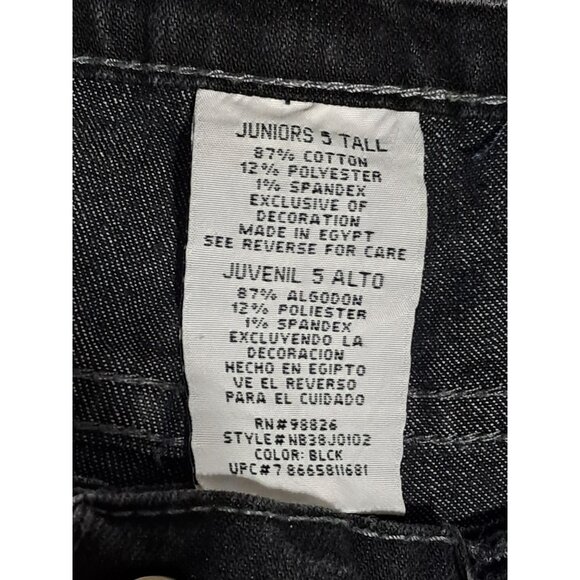 JUNIORS 5 TALL
87% COTTON
12% POLYESTER
1% SPANDEX
EXCLUSIVE OF
DECORATION
MADE IN EGYPT
SEE REVERSE FOR CARE
JUVENIL 5 ALTO
87% ALGODON
12% POLIESTER
1% SPANDEX
EXCLUYENDO LA
DECORACION
HECHO EN EGIPTO
VE EL REVERSO
PARA EL CUIDADO
RN#98826
STYLE#NB38J0102
COLOR: BLCK
UPC#7 8665811681